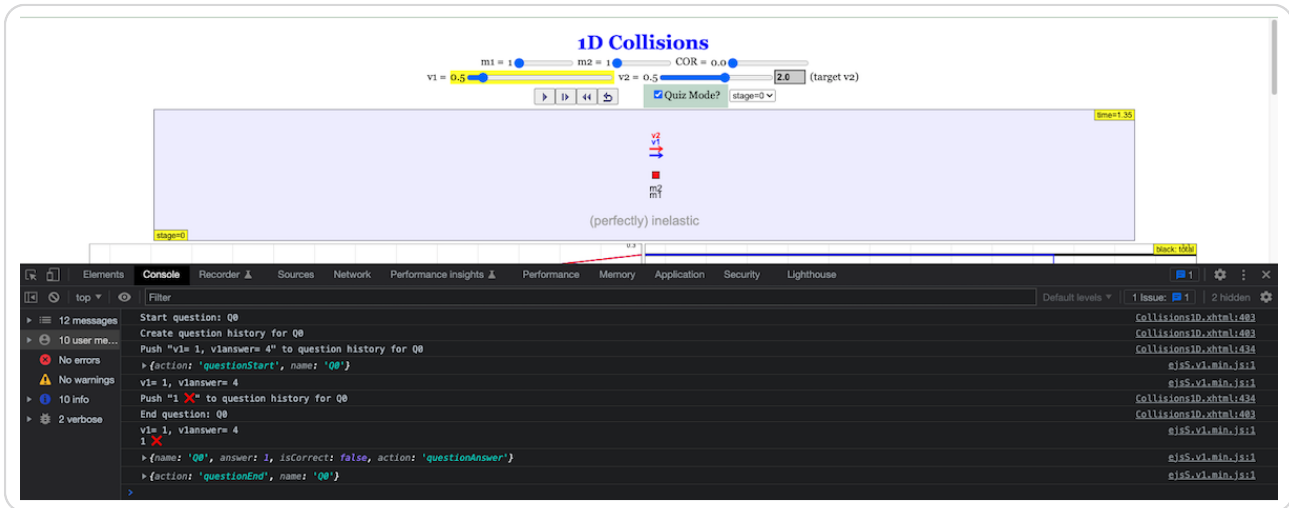 1D Collisions
m1 = 1 m2 = 1 COR = 0.0
v1 = 0.5 v2 = 0.5 2.0 (target v2)
Quiz Mode? stage=0
time=1.35
v2
v1
m2
m1
(perfectly) inelastic
stage=0
0.3 black: total
Elements Console Recorder Sources Network Performance insights Performance Memory Application Security Lighthouse 1
top Filter Default levels 1 Issue: 1 2 hidden
12 messages
10 user me...
No errors
No warnings
10 info
2 verbose
Start question: Q0 Collisions1D.xhtml:403
Create question history for Q0 Collisions1D.xhtml:403
Push "v1= 1, v1answer= 4" to question history for Q0 Collisions1D.xhtml:434
{action: 'questionStart', name: 'Q0'} ejsS.v1.min.js:1
v1= 1, v1answer= 4 ejsS.v1.min.js:1
Push "1 ❌" to question history for Q0 Collisions1D.xhtml:434
End question: Q0 Collisions1D.xhtml:403
v1= 1, v1answer= 4 ejsS.v1.min.js:1
1 ❌
{name: 'Q0', answer: 1, isCorrect: false, action: 'questionAnswer'} ejsS.v1.min.js:1
{action: 'questionEnd', name: 'Q0'} ejsS.v1.min.js:1